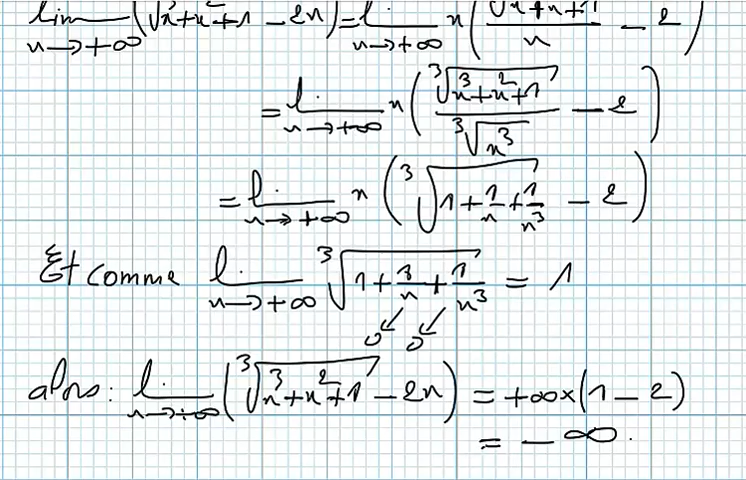 lim n→+∞ (∛(n³+n²+1) - 2n) = lim n→+∞ n(∛(n³+n²+1)/n - 2)
= lim n→+∞ n(∛(n³+n²+1)/∛(n³) - 2)
= lim n→+∞ n(∛(1+1/n+1/n³) - 2)
Et comme lim n→+∞ ∛(1+1/n+1/n³) = 1
0 0
alors: lim n→+∞ (∛(n³+n²+1) - 2n) = +∞×(1-2)
= -∞.